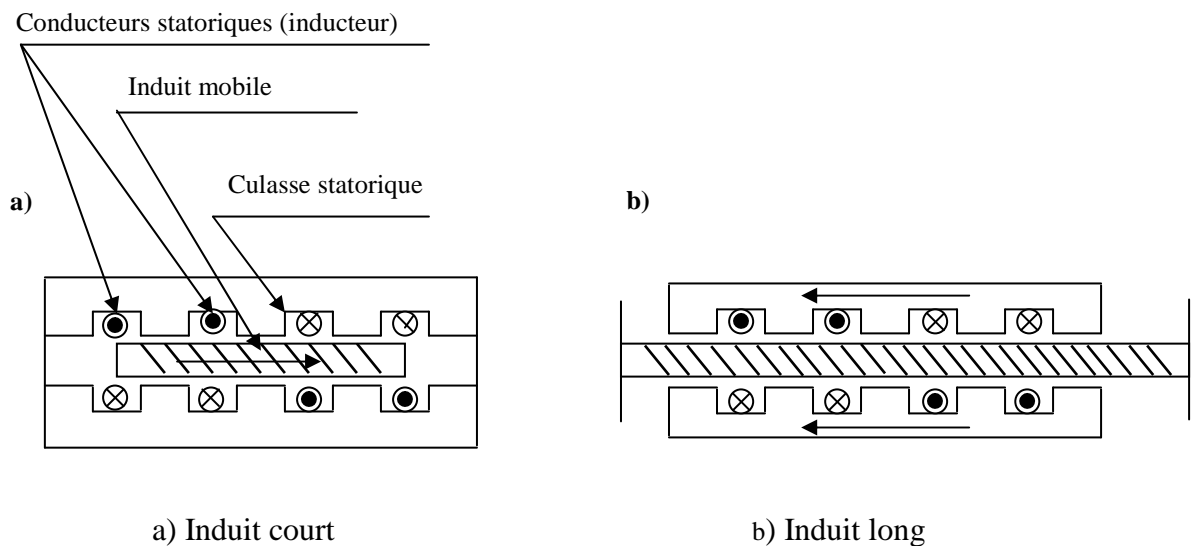 Conducteurs statoriques (inducteur)
Induit mobile
Culasse statorique
a)
b)
a) Induit court
b) Induit long